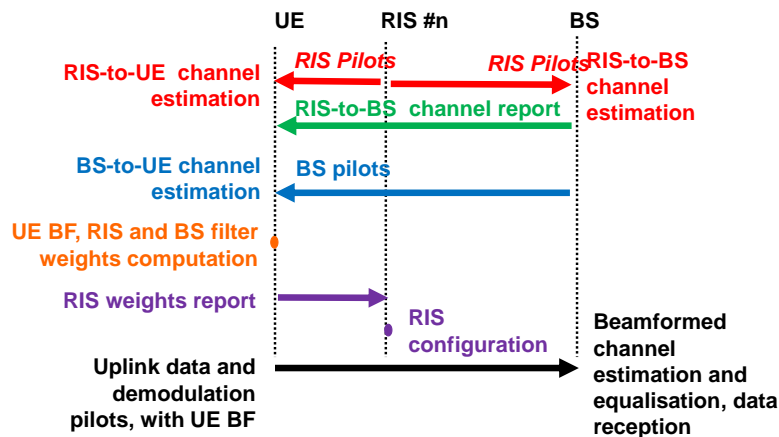 UE RIS #n BS
RIS Pilots
RIS-to-UE channel
estimation
RIS Pilots
RIS-to-BS
channel
estimation
RIS-to-BS channel report
BS-to-UE channel
estimation
BS pilots
UE BF, RIS and BS filter
weights computation
RIS weights report
RIS
configuration
Uplink data and
demodulation
pilots, with UE BF
Beamformed
channel
estimation and
equalisation, data
reception